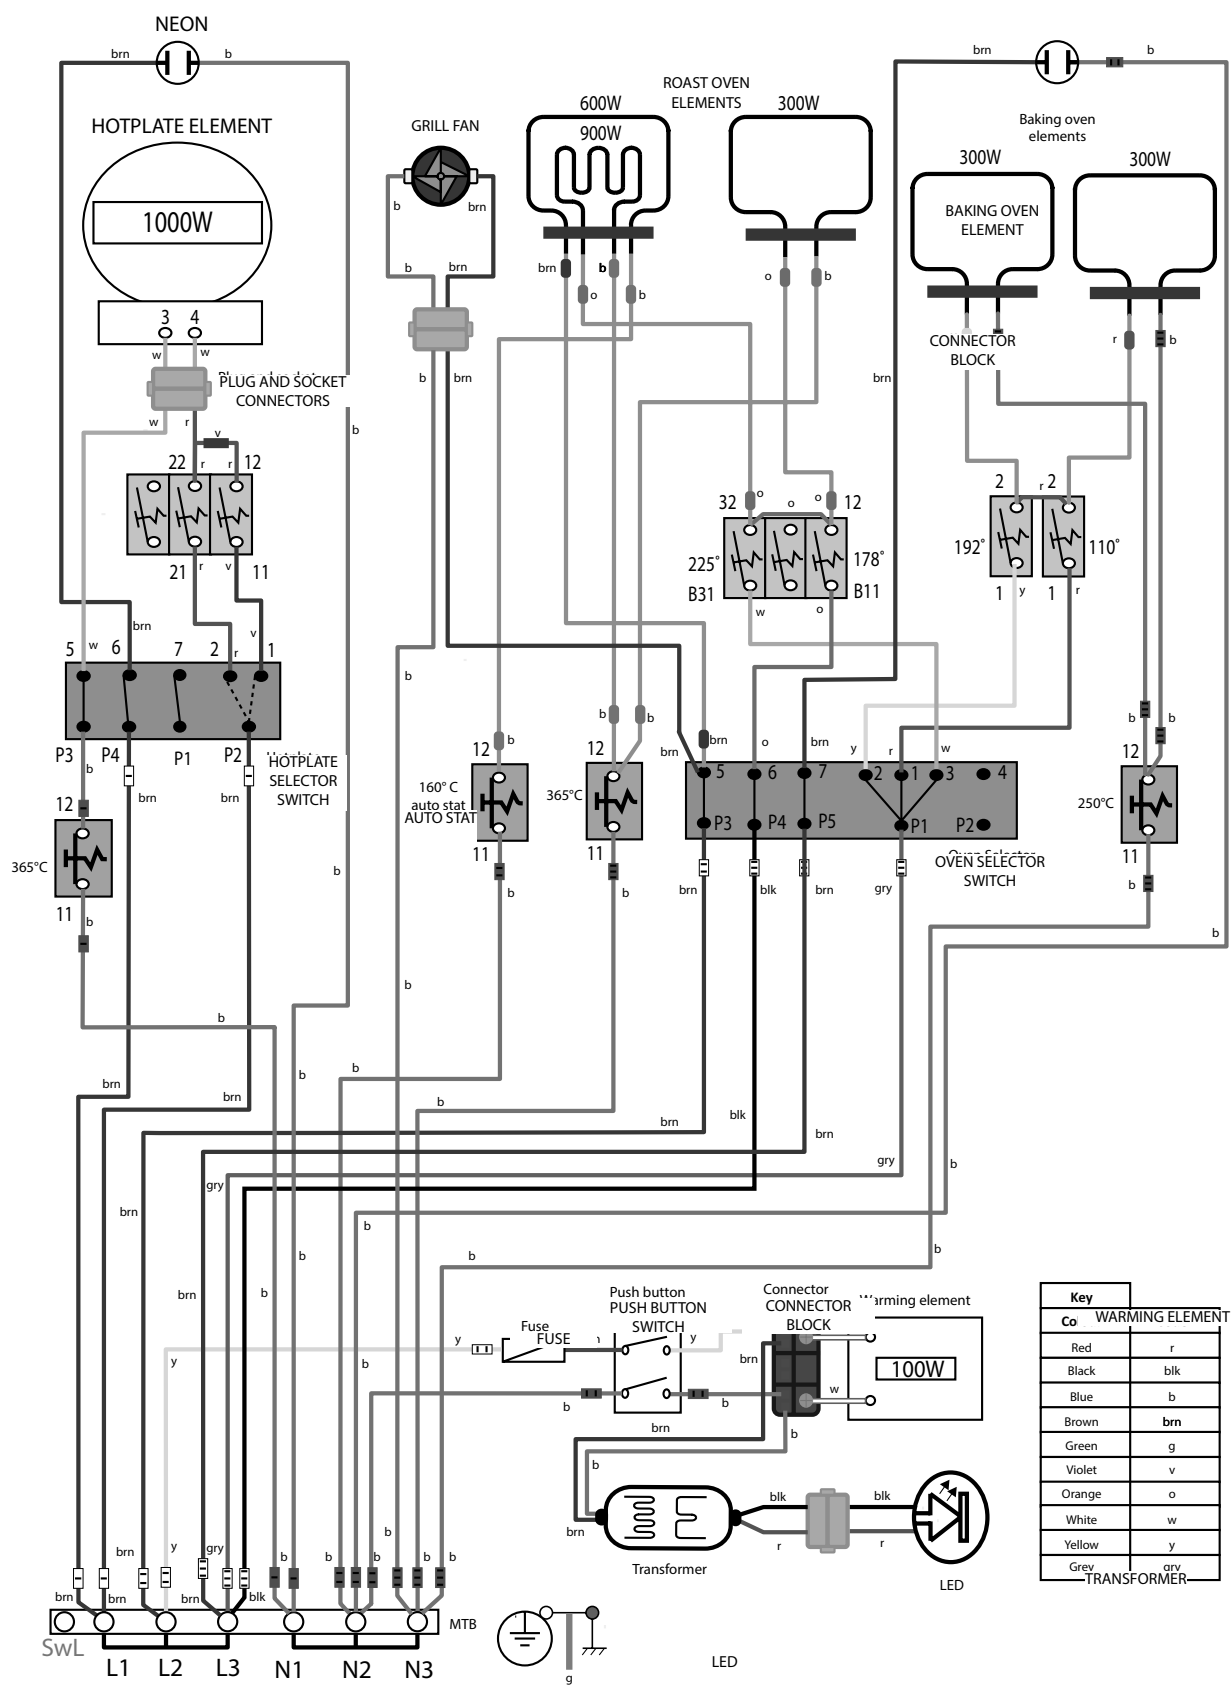 NEON
brn
b
HOTPLATE ELEMENT
1000W
3 4
w w
PLUG AND SOCKET
CONNECTORS
w r
v
22 r r 12
21 r v 11
b
brn
v
5 w 6 7 2 r 1
P3 P4 P1 P2
b
HOTPLATE
SELECTOR
SWITCH
brn brn
12
365°C
11
b
b
b
GRILL FAN
b brn
b brn
b brn
ROAST OVEN
ELEMENTS
600W
900W
300W
brn b
o b
o b
32 o o o 12
225° 178°
B31 B11
w o
brn b
Baking oven
elements
300W 300W
BAKING OVEN
ELEMENT
CONNECTOR
BLOCK
r b
brn
2 r 2
192° 110°
1 y 1 r
b
b b
brn brn o brn y r w
12 b
160° C
auto stat
AUTO STAT
11
b
12
365°C
11
b
5 6 7 2 1 3 4
P3 P4 P5 P1 P2
OVEN SELECTOR
SWITCH
brn blk brn gry
b b
12
250°C
11
b
b
b
b
b
b
b
brn brn
brn
blk
brn
gry
gry
brn
b
b
b
b
b
b
brn
b
Push button
PUSH BUTTON
SWITCH
Connector
CONNECTOR
BLOCK
Warming element
Fuse
FUSE
y
y
y
100W
brn
w
b
b
b
brn
b
b
brn
Transformer
blk blk
r r
LED
Key
WARMING ELEMENT
Red r
Black blk
Blue b
Brown brn
Green g
Violet v
Orange o
White w
Yellow y
Grey gry
TRANSFORMER
brn y gry b b b b b b
brn brn brn blk
MTB
SwL
L1 L2 L3 N1 N2 N3
g
LED